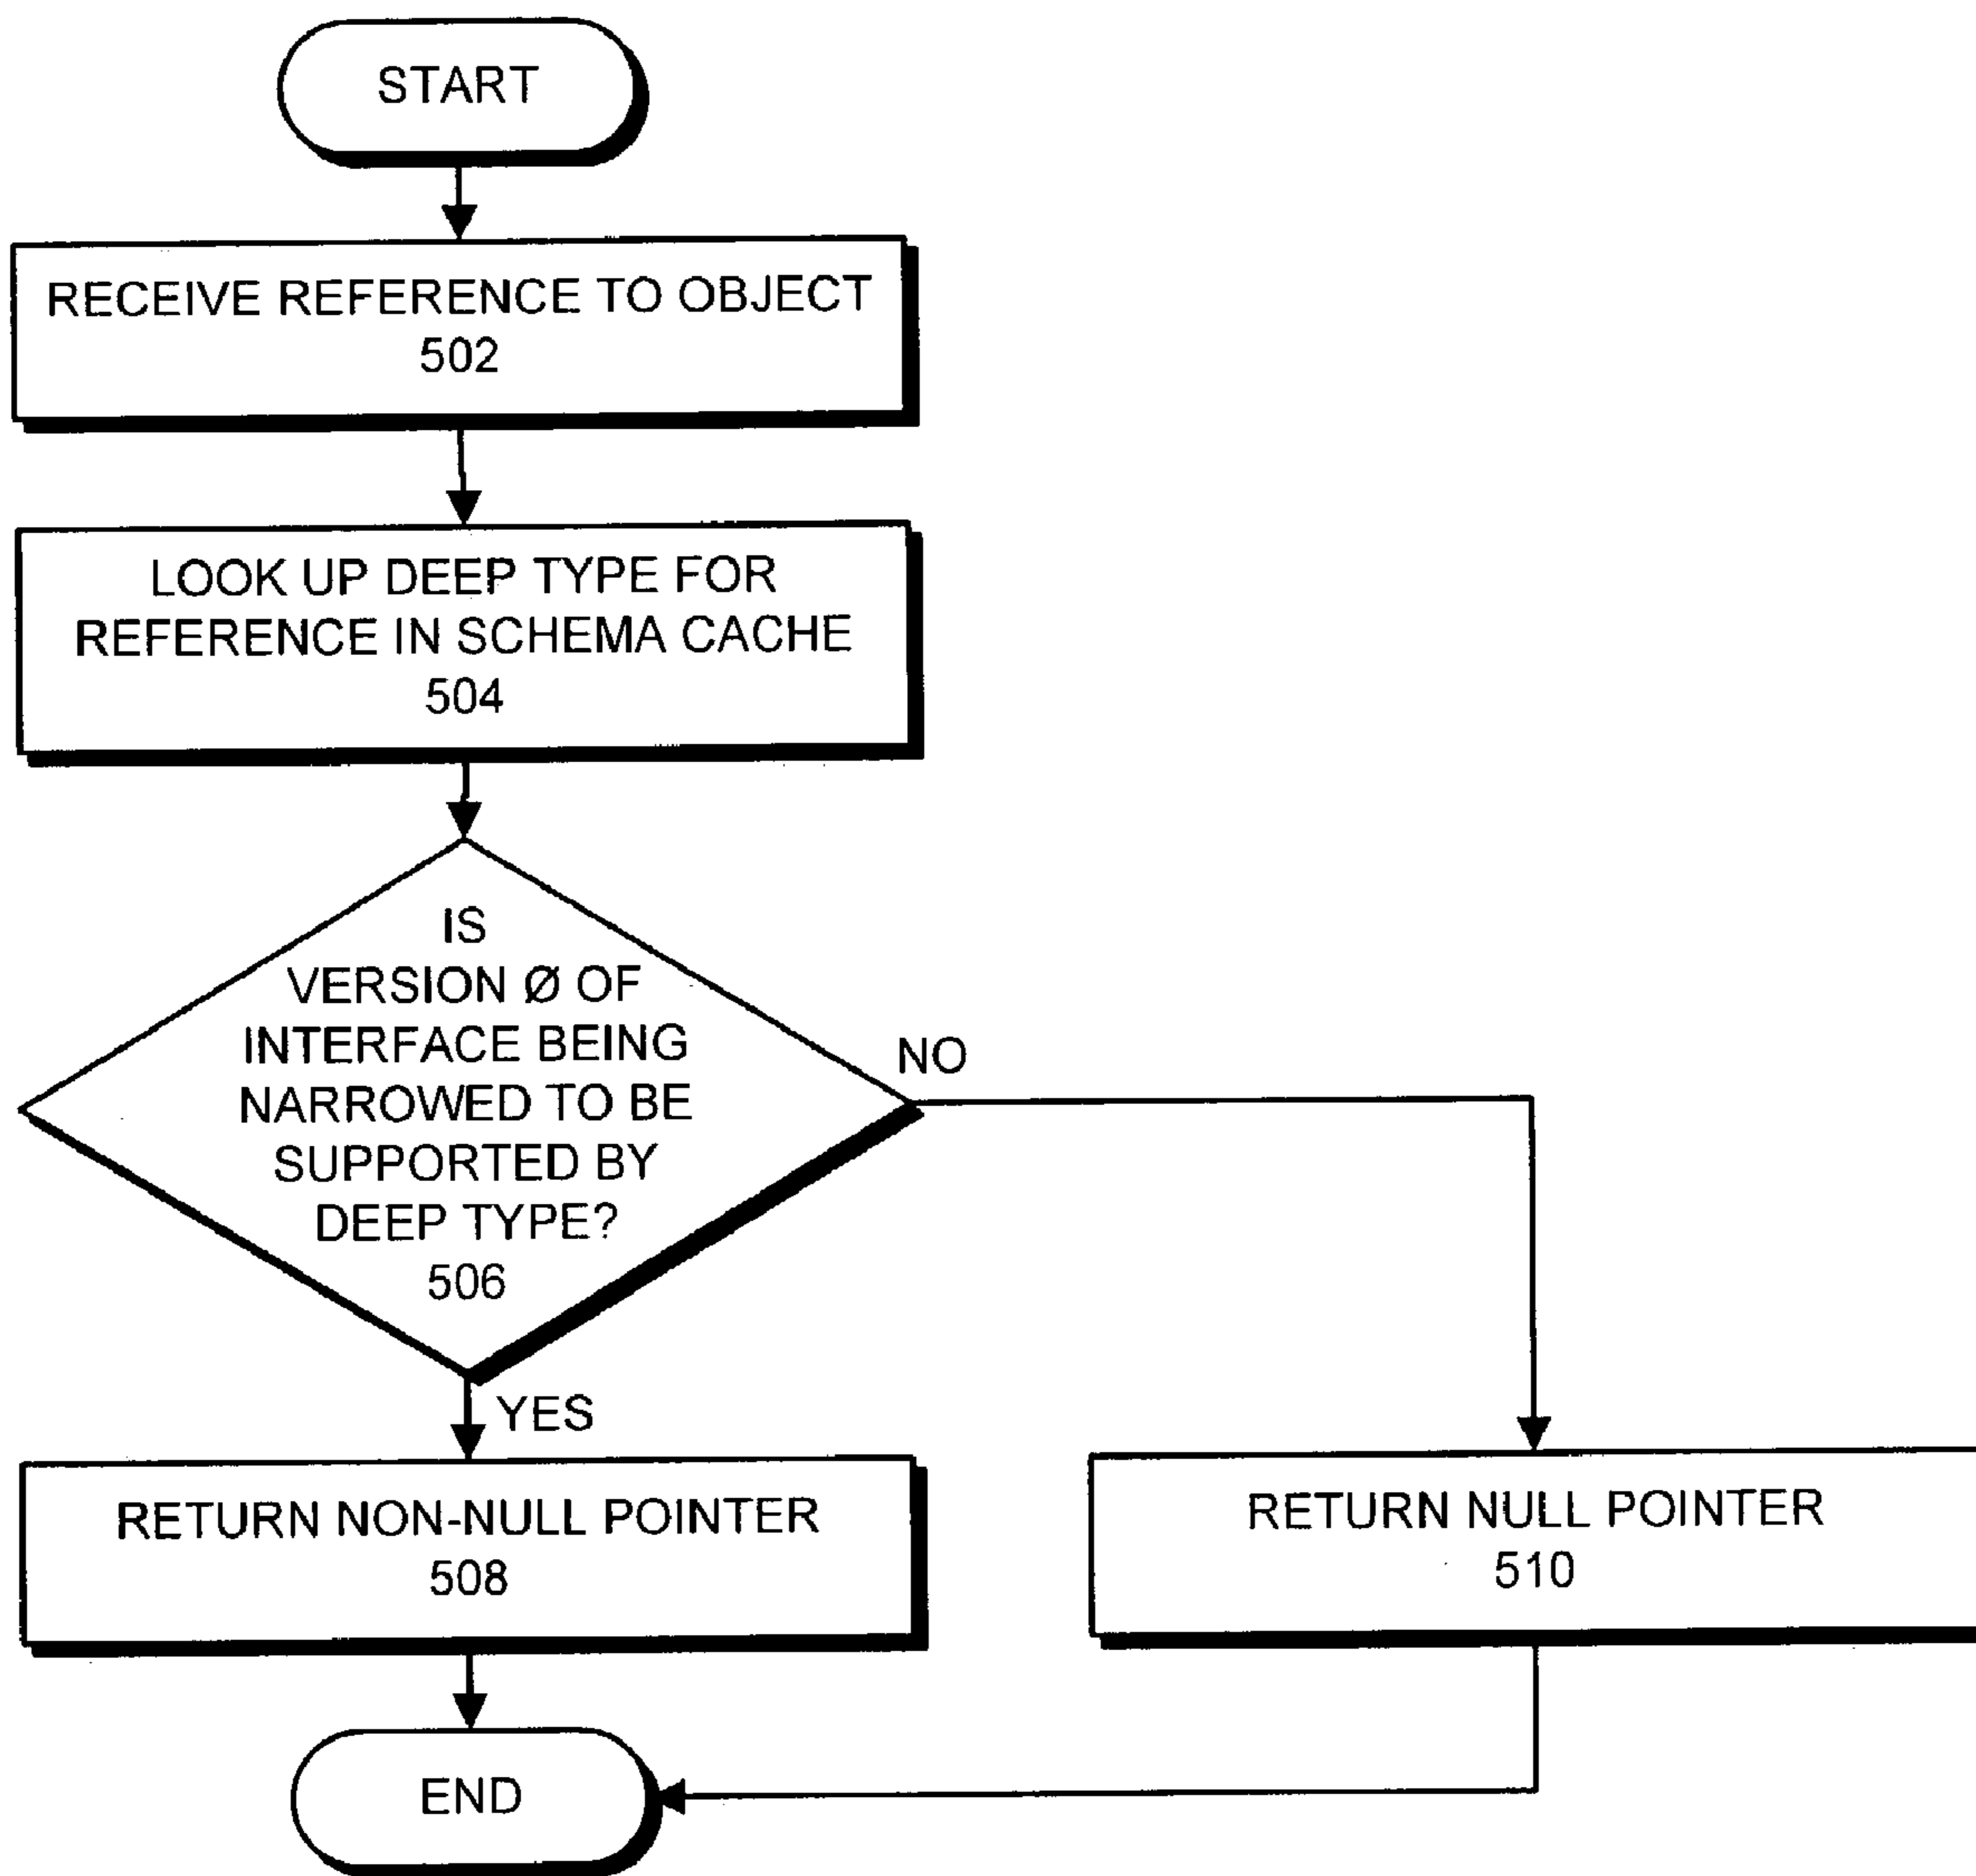 START
RECEIVE REFERENCE TO OBJECT
502
LOOK UP DEEP TYPE FOR
REFERENCE IN SCHEMA CACHE
504
IS
VERSION Ø OF
INTERFACE BEING
NARROWED TO BE
SUPPORTED BY
DEEP TYPE?
506
NO
YES
RETURN NON-NULL POINTER
508
RETURN NULL POINTER
510
END